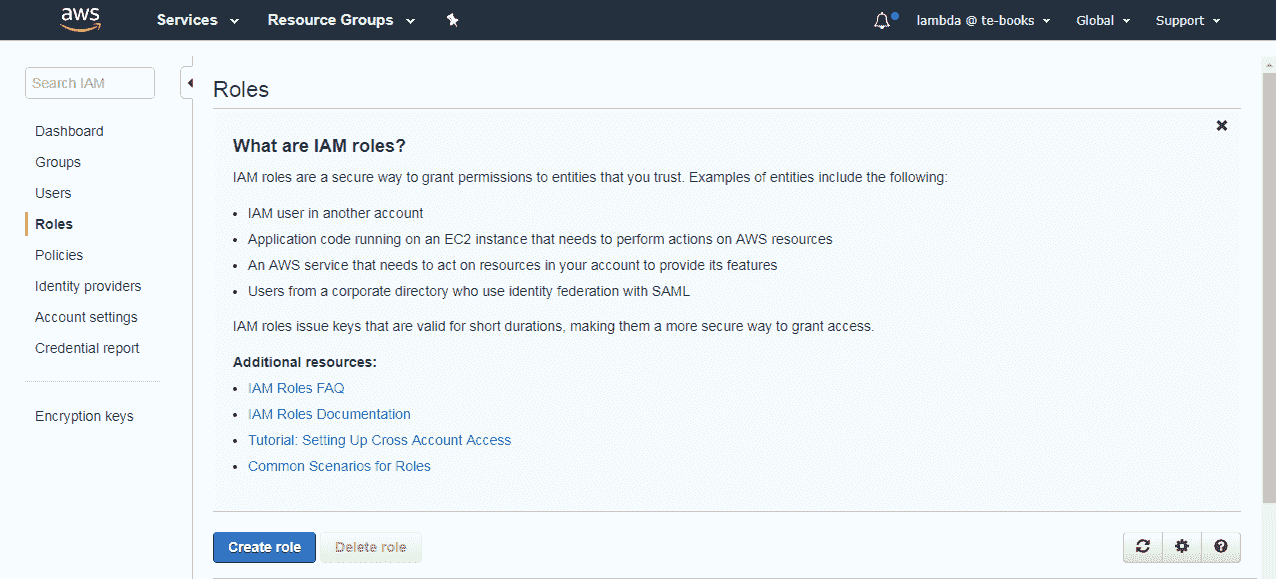 aws Services Resource Groups lambda @ te-books Global Support
Search IAM
Dashboard
Groups
Users
Roles
Policies
Identity providers
Account settings
Credential report
Encryption keys
Roles
What are IAM roles?
IAM roles are a secure way to grant permissions to entities that you trust. Examples of entities include the following:
• IAM user in another account
• Application code running on an EC2 instance that needs to perform actions on AWS resources
• An AWS service that needs to act on resources in your account to provide its features
• Users from a corporate directory who use identity federation with SAML
IAM roles issue keys that are valid for short durations, making them a more secure way to grant access.
Additional resources:
• IAM Roles FAQ
• IAM Roles Documentation
• Tutorial: Setting Up Cross Account Access
• Common Scenarios for Roles
Create role Delete role